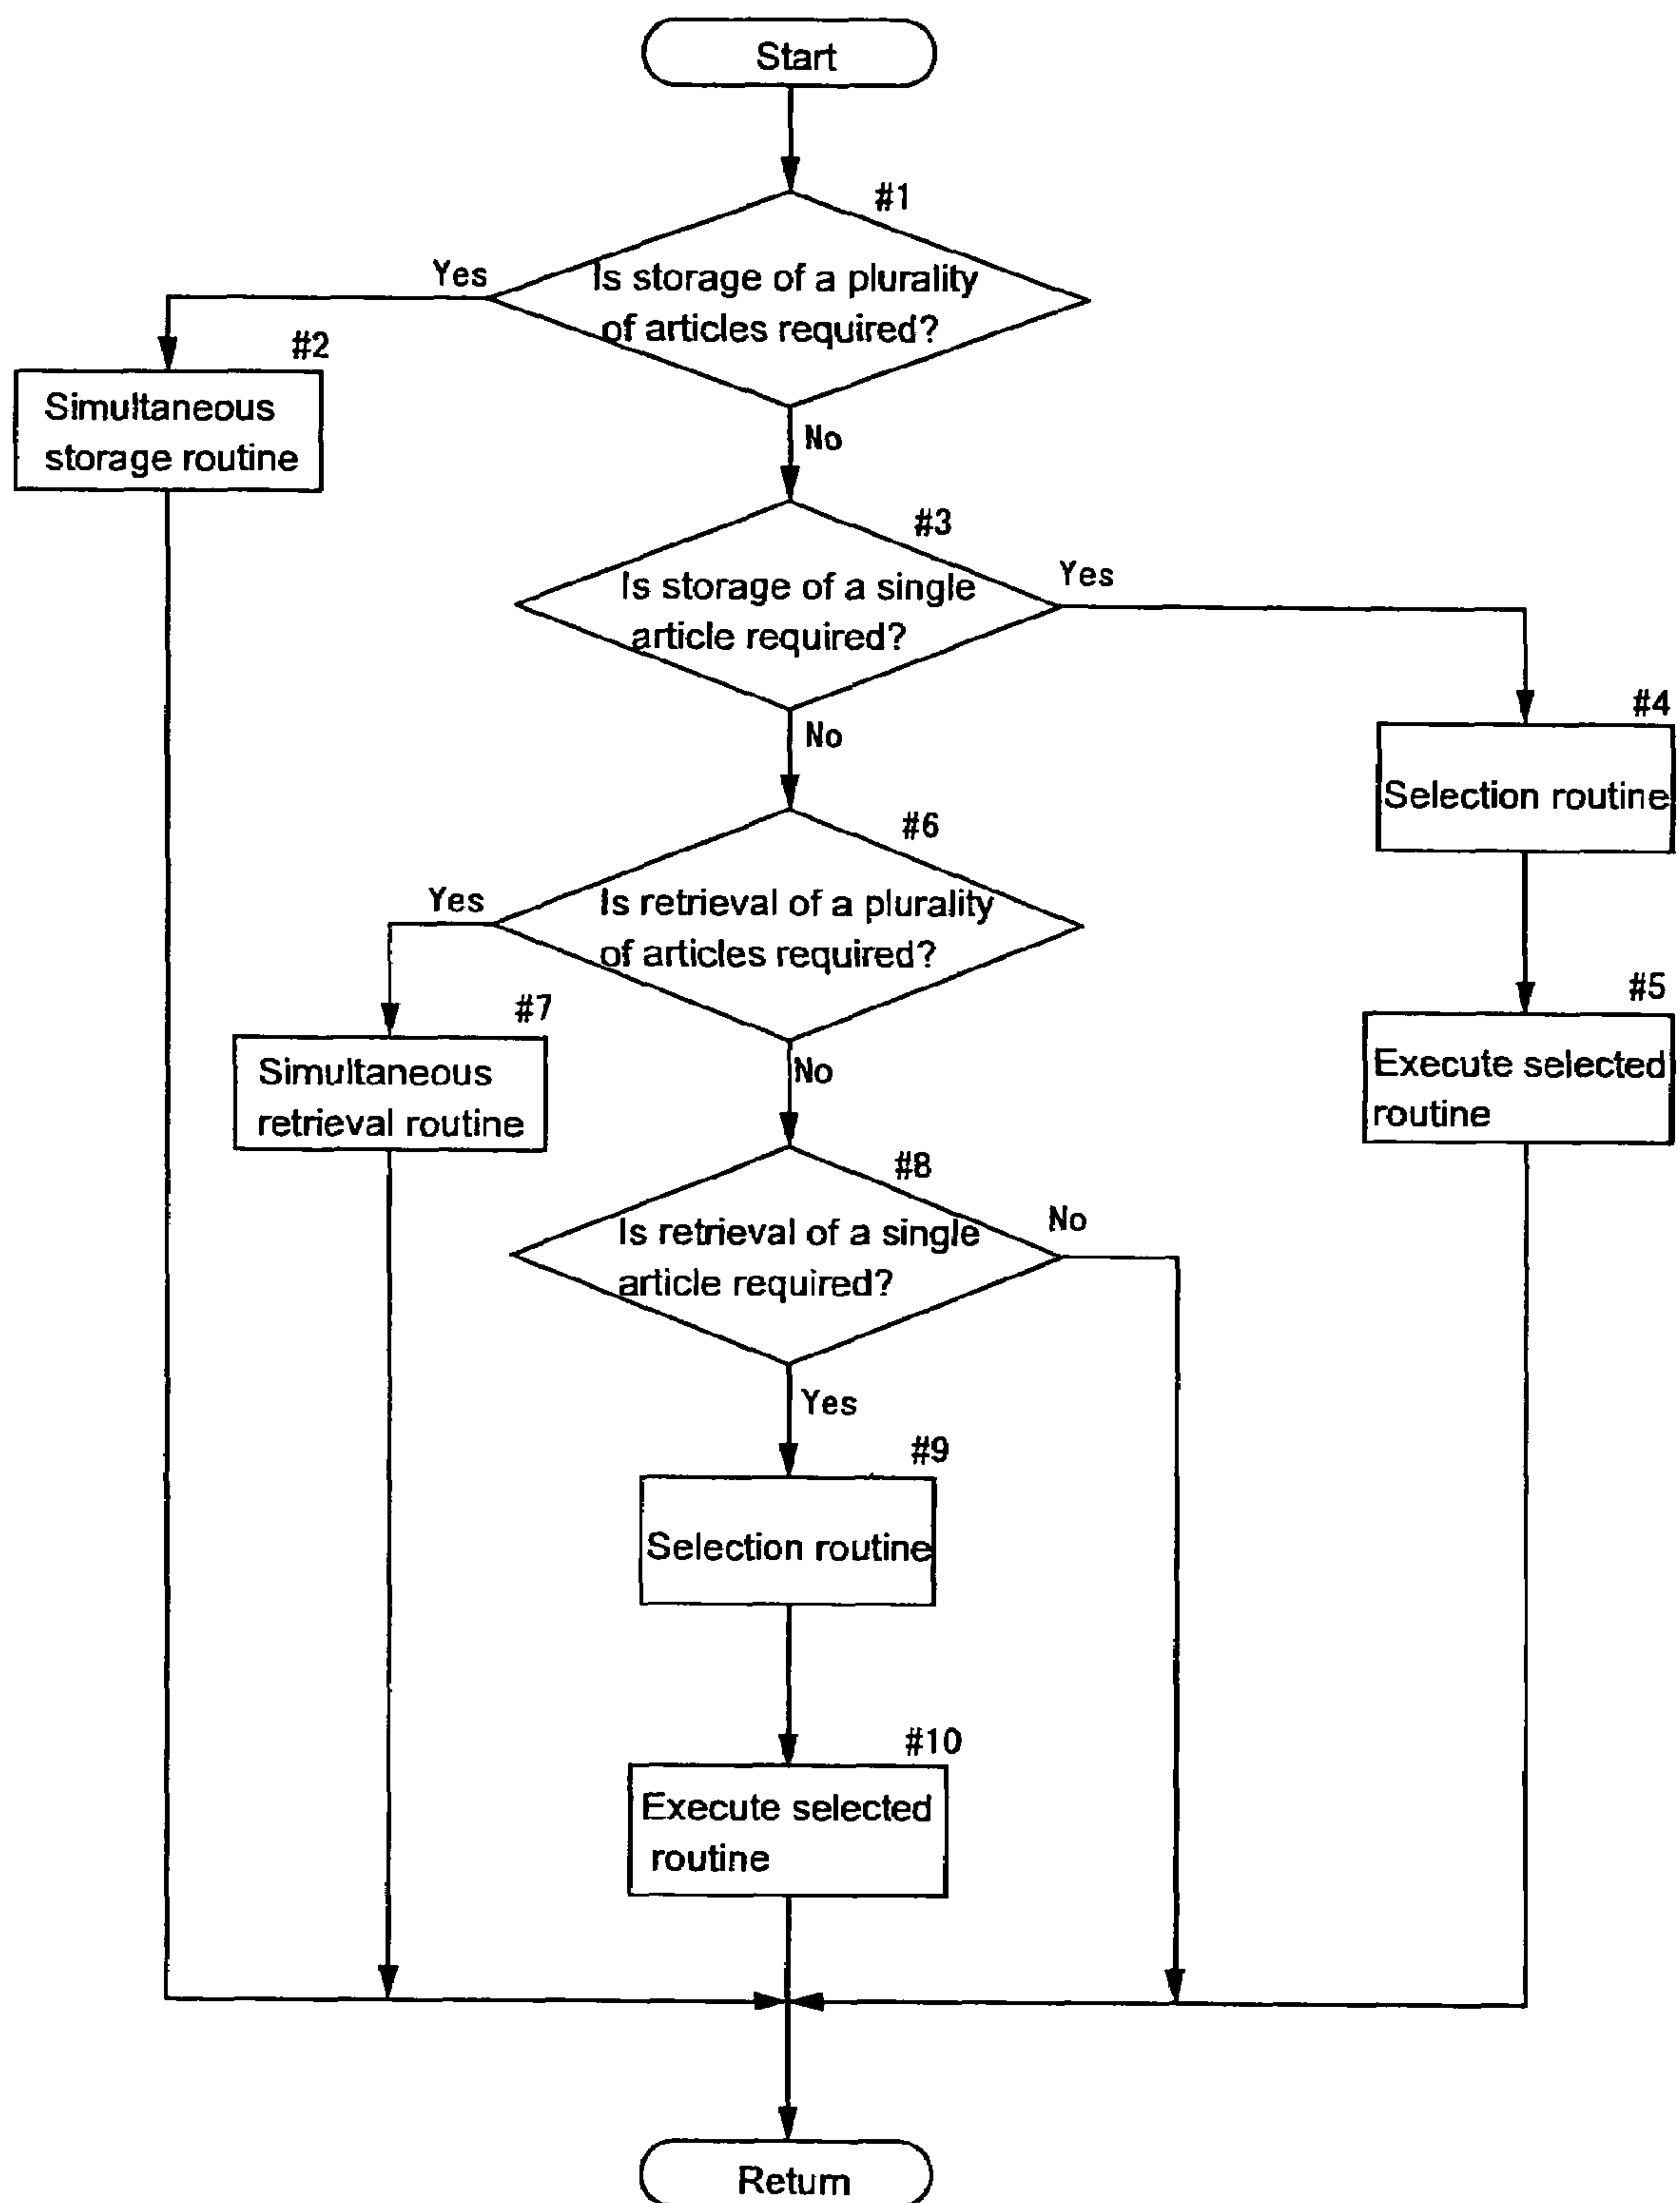 Start
#1
Is storage of a plurality
of articles required?
Yes
#2
Simultaneous
storage routine
No
#3
Is storage of a single
article required?
Yes
#4
Selection routine
No
#6
Is retrieval of a plurality
of articles required?
Yes
#5
Execute selected
routine
#7
Simultaneous
retrieval routine
No
#8
Is retrieval of a single
article required?
No
Yes
#9
Selection routine
#10
Execute selected
routine
Return